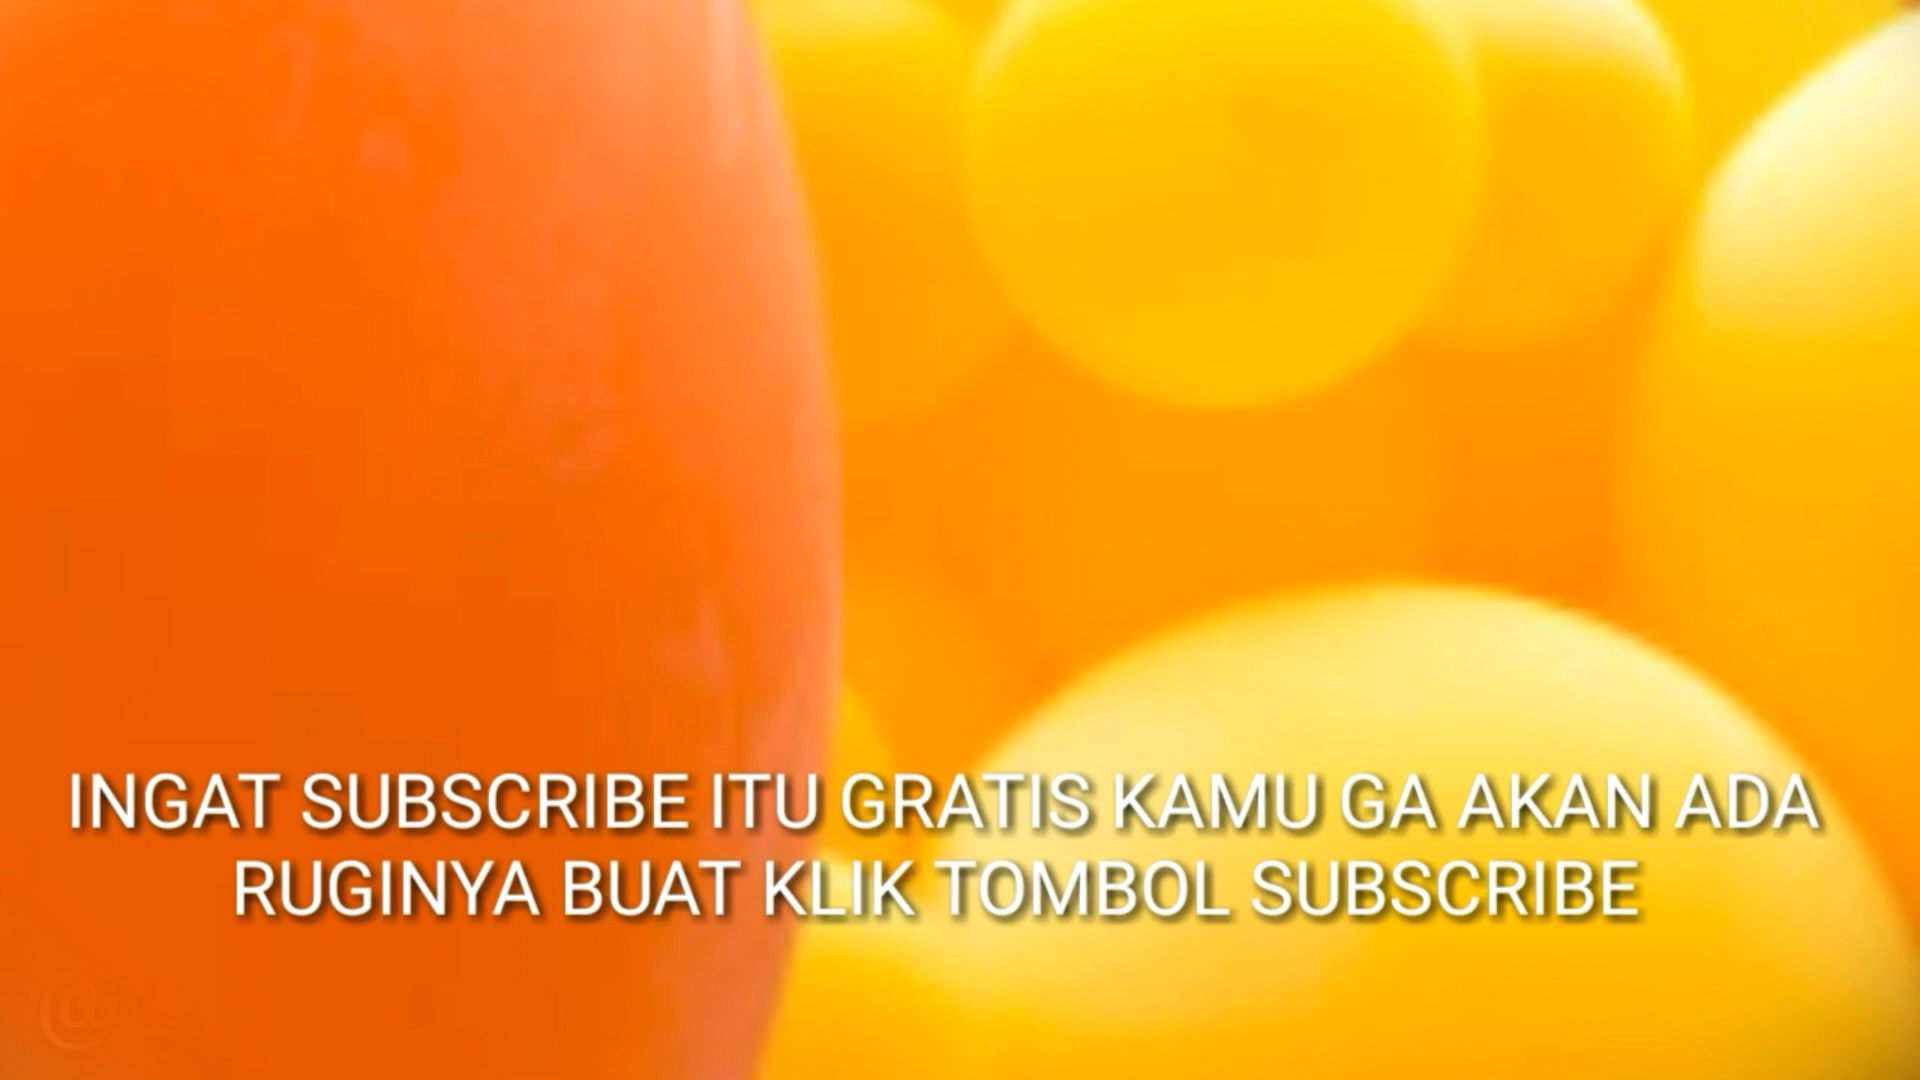 INGAT SUBSCRIBE ITU GRATIS KAMU GA AKAN ADA
RUGINYA BUAT KLIK TOMBOL SUBSCRIBE